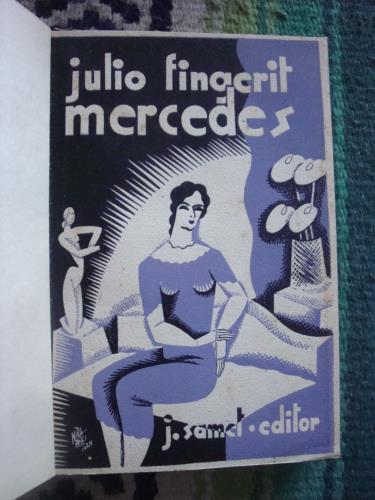 julio fingerit
mercedes
j. samet · editor